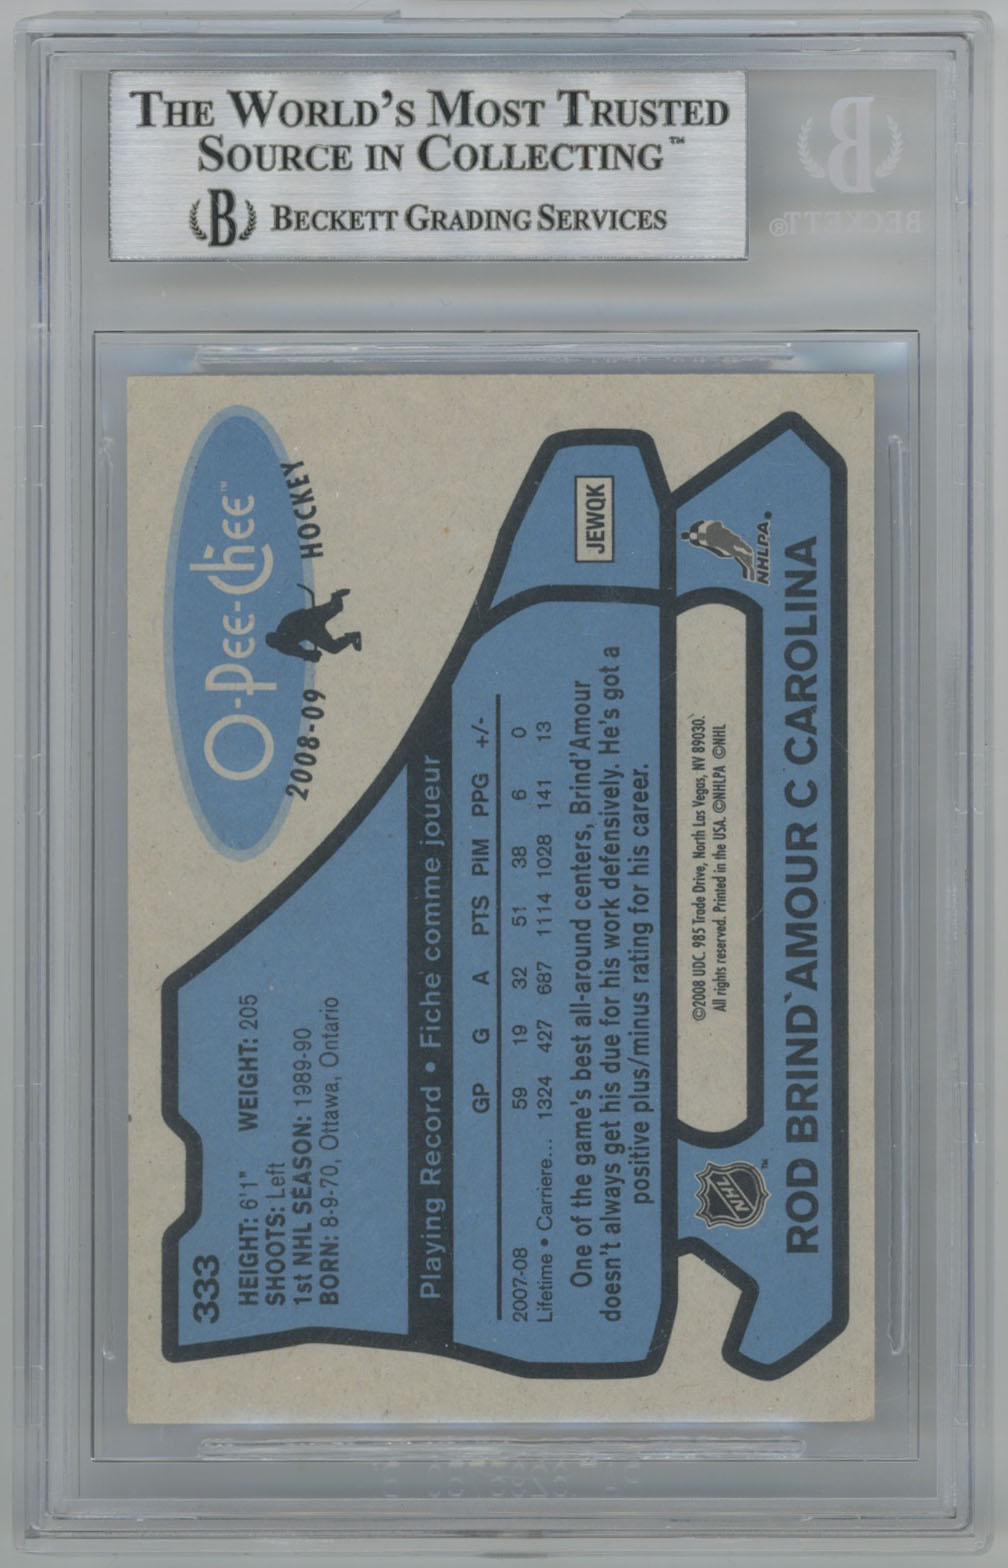 THE WORLD'S MOST TRUSTED
SOURCE IN COLLECTING™
B BECKETT GRADING SERVICES
B
BECKETT®
O-Pee-Chee™
2008-09 HOCKEY
333
HEIGHT: 6'1" WEIGHT: 205
SHOOTS: Left
1st NHL SEASON: 1989-90
BORN: 8-9-70, Ottawa, Ontario
Playing Record • Fiche comme joueur
GP G A PTS PIM PPG +/-
2007-08 59 19 32 51 38 6 0
Lifetime • Carriere... 1324 427 687 1114 1028 141 13
One of the game's best all-around centers, Brind'Amour
doesn't always get his due for his work defensively. He's got a
positive plus/minus rating for his career.
JEWQK
NHL™
©2008 UDC. 985 Trade Drive, North Las Vegas, NV 89030.
All rights reserved. Printed in the USA. ©NHLPA ©NHL
NHLPA®
ROD BRIND`AMOUR C CAROLINA